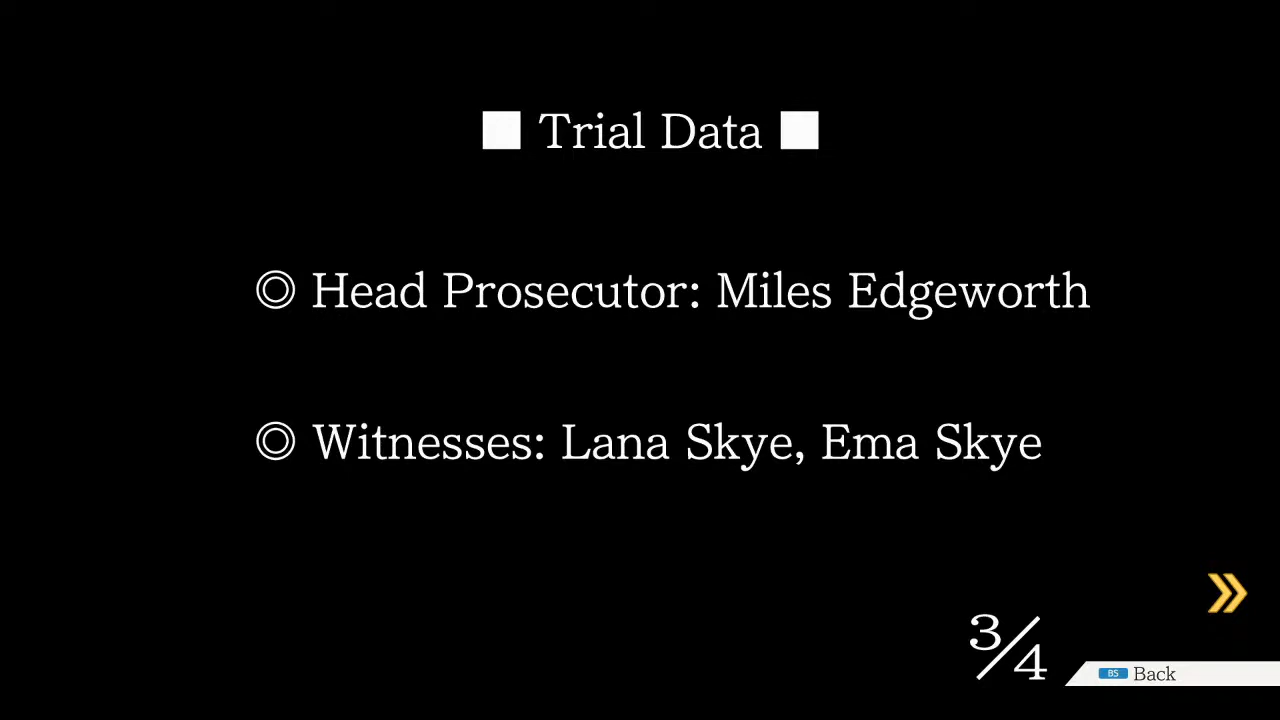 ■ Trial Data ■
◎ Head Prosecutor: Miles Edgeworth
◎ Witnesses: Lana Skye, Ema Skye
3/4
BS Back